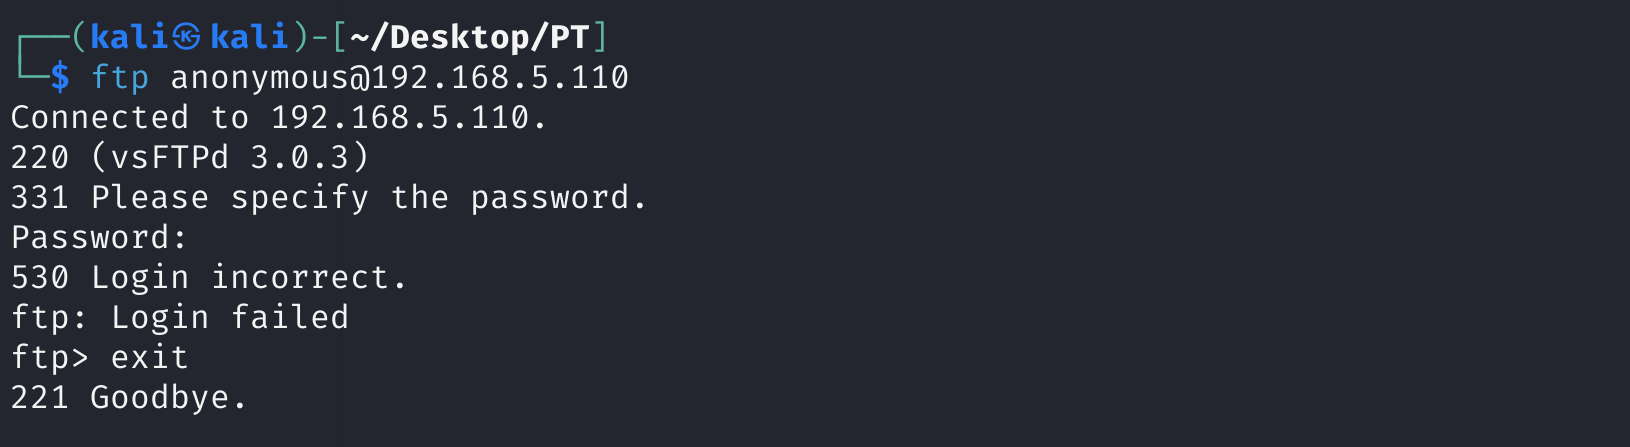 ┌──(kali㉿kali)-[~/Desktop/PT]
└─$ ftp anonymous@192.168.5.110
Connected to 192.168.5.110.
220 (vsFTPd 3.0.3)
331 Please specify the password.
Password:
530 Login incorrect.
ftp: Login failed
ftp> exit
221 Goodbye.